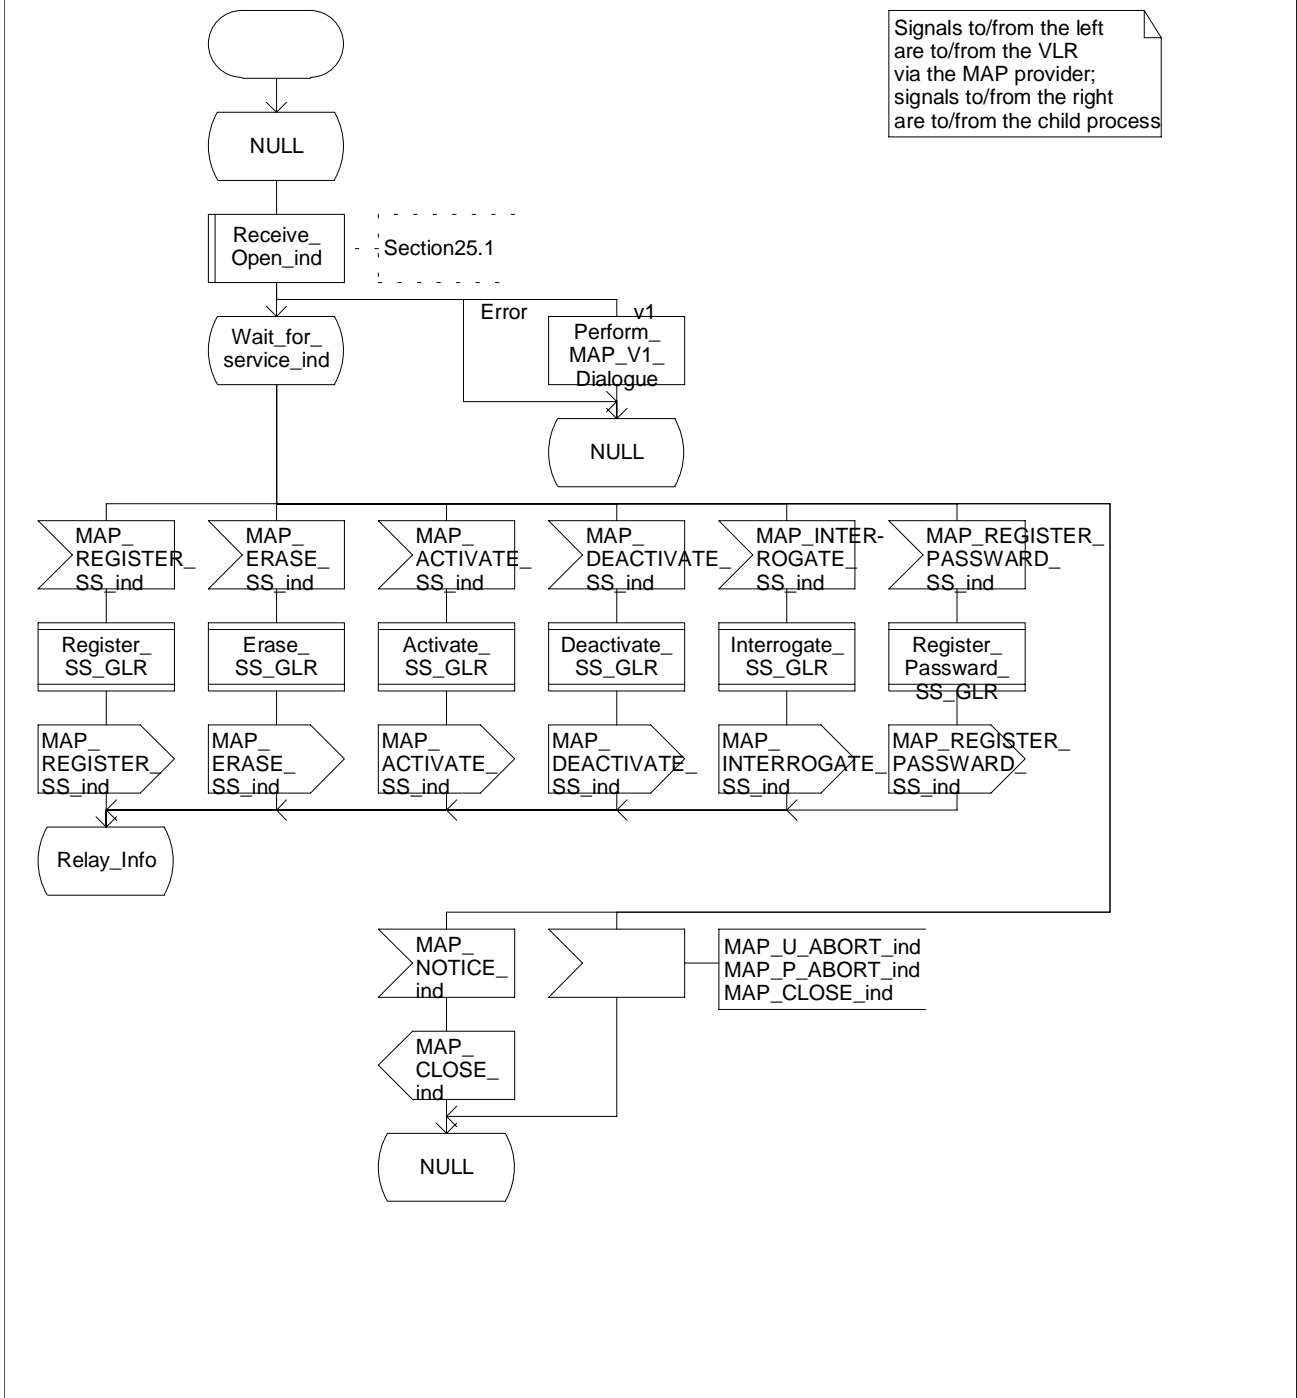 Signals to/from the left
are to/from the VLR
via the MAP provider;
signals to/from the right
are to/from the child process
NULL
Receive_
Open_ind
Section25.1
Error
v1
Wait_for_
service_ind
Perform_
MAP_V1_
Dialogue
NULL
MAP_
REGISTER_
SS_ind
MAP_
ERASE_
SS_ind
MAP_
ACTIVATE_
SS_ind
MAP_
DEACTIVATE_
SS_ind
MAP_INTER-
ROGATE_
SS_ind
MAP_REGISTER_
PASSWARD_
SS_ind
Register_
SS_GLR
Erase_
SS_GLR
Activate_
SS_GLR
Deactivate_
SS_GLR
Interrogate_
SS_GLR
Register_
Passward_
SS_GLR
MAP_
REGISTER_
SS_ind
MAP_
ERASE_
SS_ind
MAP_
ACTIVATE_
SS_ind
MAP_
DEACTIVATE_
SS_ind
MAP_
INTERROGATE_
SS_ind
MAP_REGISTER_
PASSWARD_
SS_ind
Relay_Info
MAP_
NOTICE_
ind
MAP_U_ABORT_ind
MAP_P_ABORT_ind
MAP_CLOSE_ind
MAP_
CLOSE_
ind
NULL